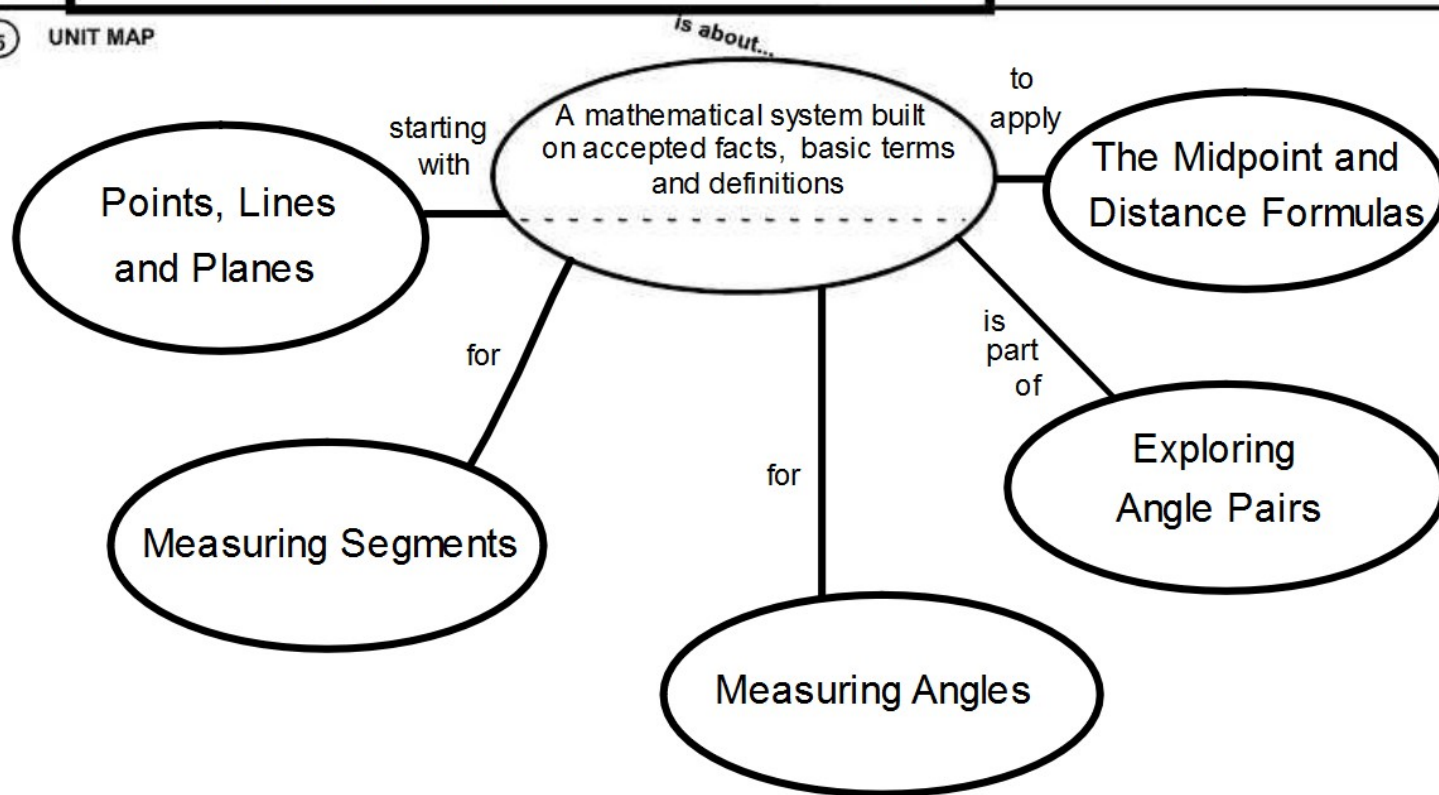 UNIT MAP
is about...
A mathematical system built
on accepted facts, basic terms
and definitions
starting
with
Points, Lines
and Planes
to
apply
The Midpoint and
Distance Formulas
for
Measuring Segments
for
Measuring Angles
is
part
of
Exploring
Angle Pairs